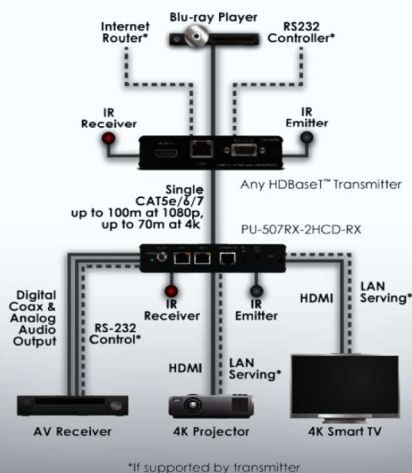 Blu-ray Player
Internet
Router*
RS232
Controller*
IR
Receiver
IR
Emitter
Any HDBaseT™ Transmitter
Single
CAT5e/6/7
up to 100m at 1080p,
up to 70m at 4k
PU-507RX-2HCD-RX
Digital
Coax &
Analog
Audio
Output
RS-232
Control*
IR
Receiver
IR
Emitter
HDMI
LAN
Serving*
HDMI
LAN
Serving*
AV Receiver
4K Projector
4K Smart TV
*If supported by transmitter